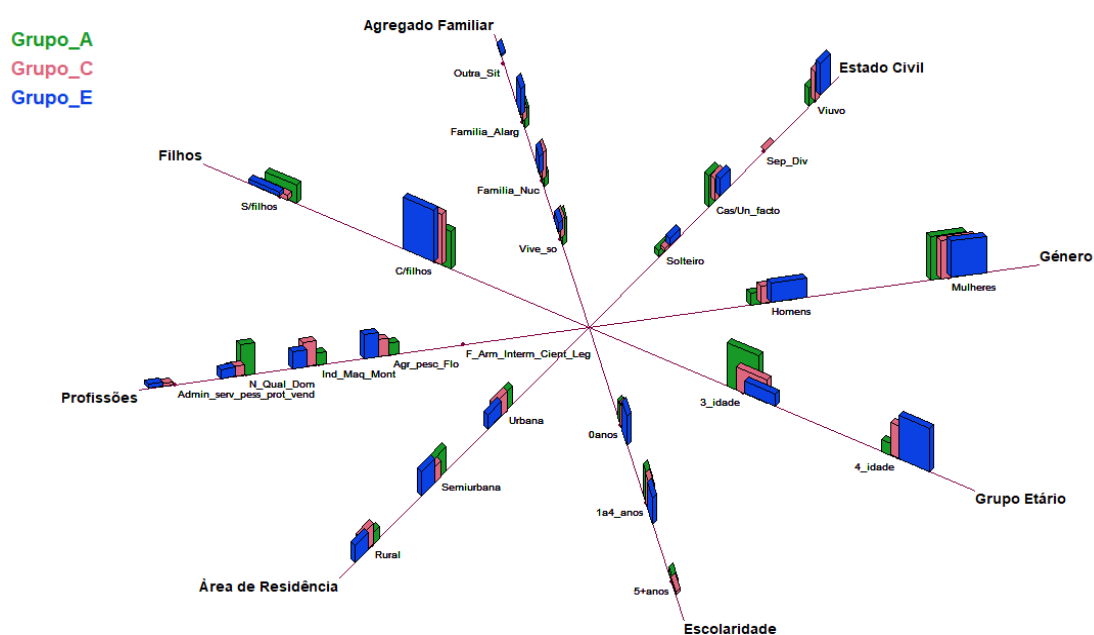 Grupo_A
Grupo_C
Grupo_E
Agregado Familiar
Outra_Sit
Familia_Alarg
Familia_Nuc
Vive_so
Estado Civil
Viuvo
Sep_Div
Cas/Un_facto
Solteiro
Género
Mulheres
Homens
Filhos
S/filhos
C/filhos
Profissões
Admin_serv_pess_prot_vend
N_Qual_Dom
Ind_Maq_Mont
Agr_pesc_Flo
F_Arm_Interm_Cient_Leg
3_idade
4_idade
Grupo Etário
Urbana
Semiurbana
Rural
Área de Residência
0anos
1a4_anos
5+anos
Escolaridade